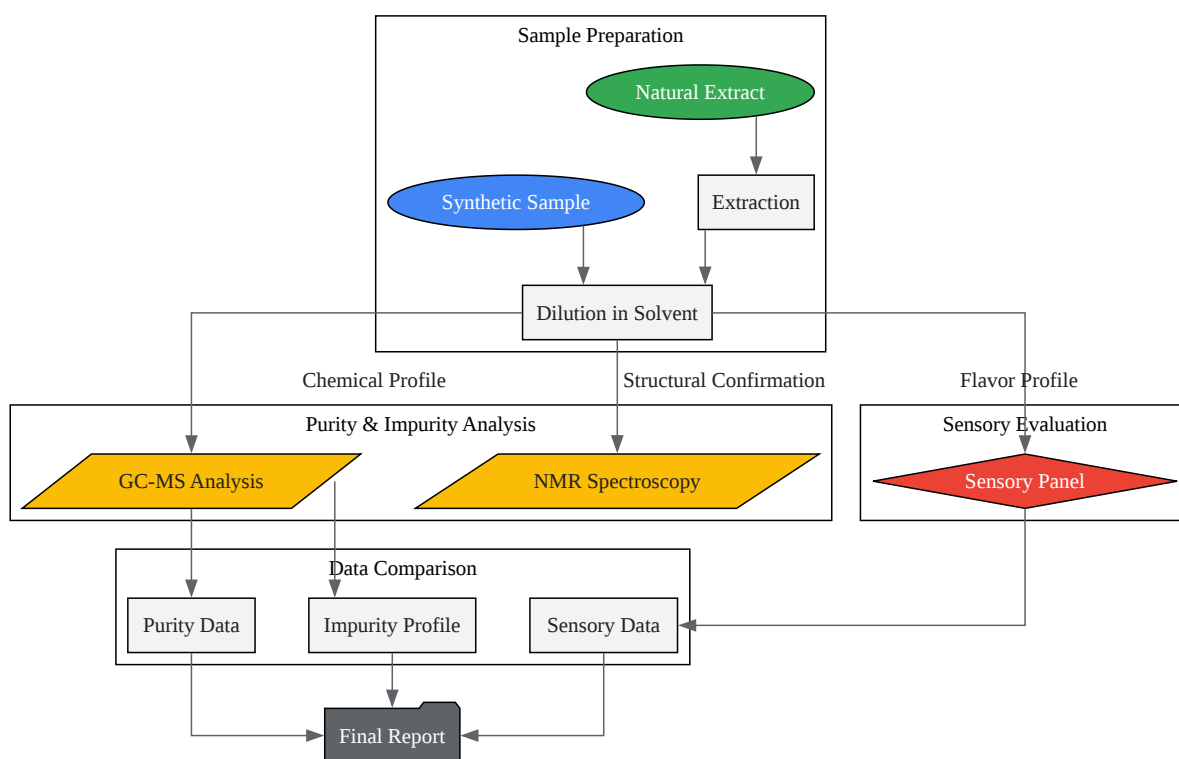 Sample Preparation
Natural Extract
Synthetic Sample
Extraction
Dilution in Solvent
Chemical Profile
Structural Confirmation
Flavor Profile
Purity & Impurity Analysis
Sensory Evaluation
GC-MS Analysis
NMR Spectroscopy
Sensory Panel
Data Comparison
Purity Data
Impurity Profile
Sensory Data
Final Report